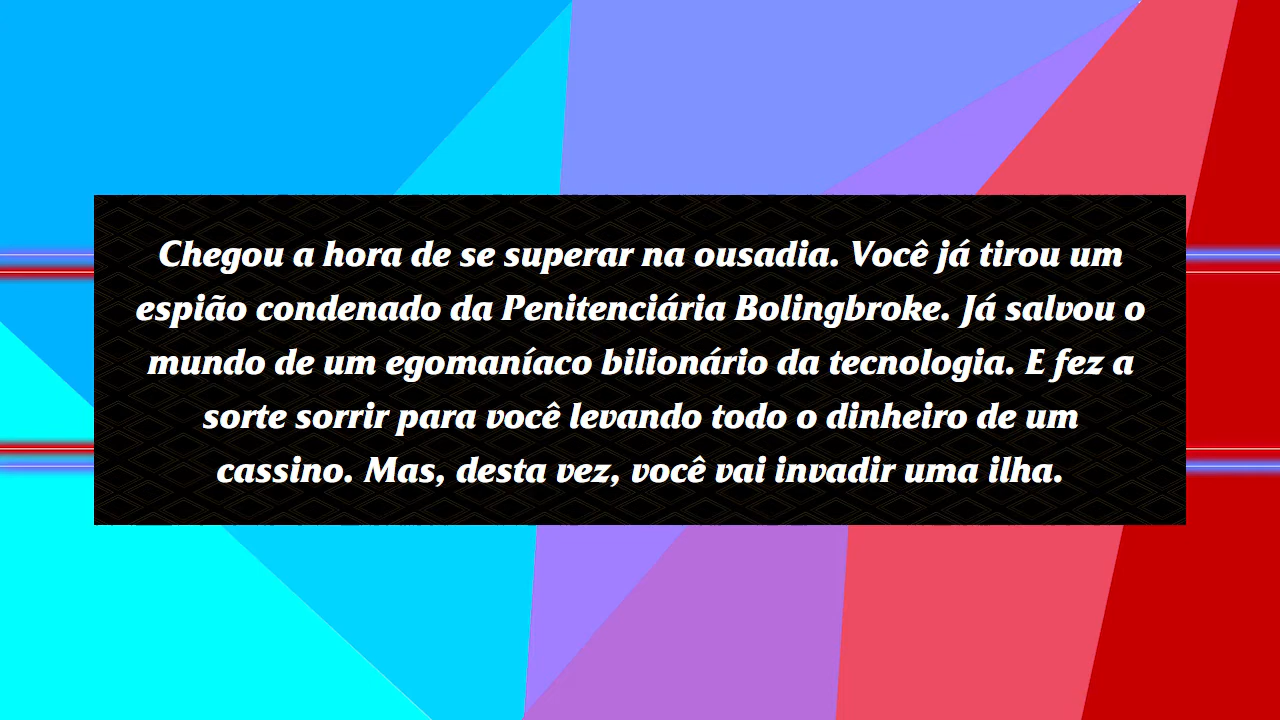 Chegou a hora de se superar na ousadia. Você já tirou um
espião condenado da Penitenciária Bolingbroke. Já salvou o
mundo de um egomaníaco bilionário da tecnologia. E fez a
sorte sorrir para você levando todo o dinheiro de um
cassino. Mas, desta vez, você vai invadir uma ilha.